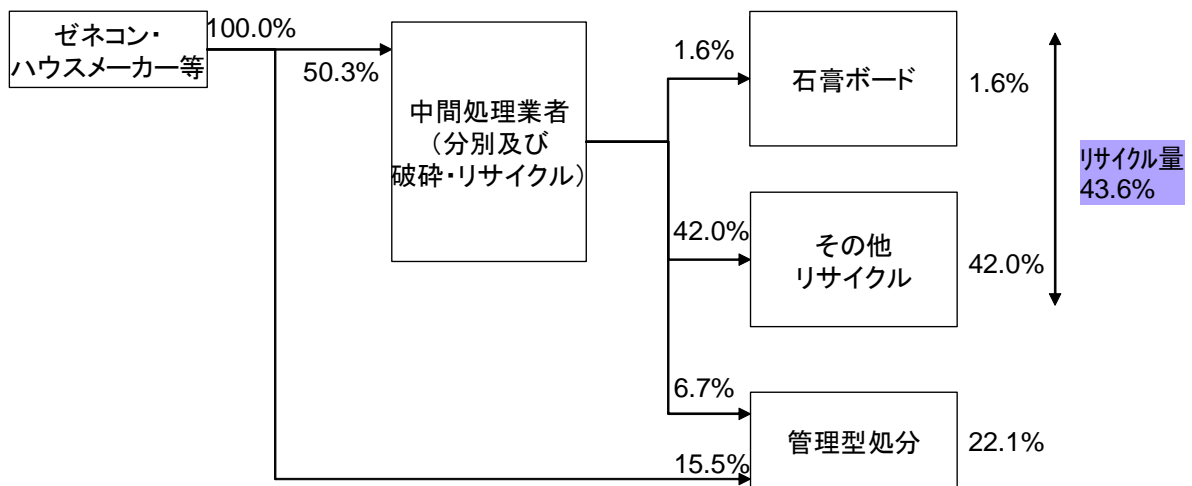 ゼネコン・
ハウスメーカー等
100.0%
50.3%
中間処理業者
（分別及び
破砕・リサイクル）
1.6%
石膏ボード
1.6%
リサイクル量
43.6%
42.0%
その他
リサイクル
42.0%
6.7%
管理型処分
22.1%
15.5%